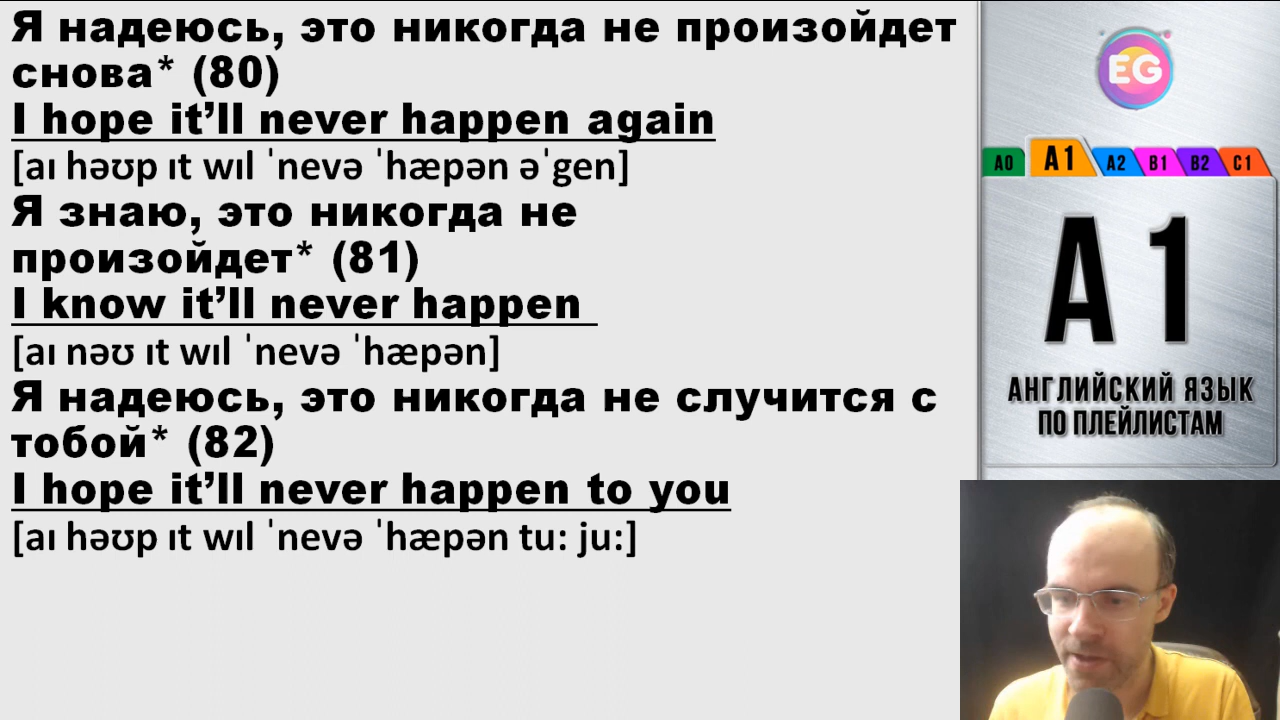 Я надеюсь, это никогда не произойдет
снова* (80)
I hope it’ll never happen again
[aɪ həʊp ɪt wɪl ˈnevə ˈhæpən əˈgen]
Я знаю, это никогда не
произойдет* (81)
I know it’ll never happen
[aɪ nəʊ ɪt wɪl ˈnevə ˈhæpən]
Я надеюсь, это никогда не случится с
тобой* (82)
I hope it’ll never happen to you
[aɪ həʊp ɪt wɪl ˈnevə ˈhæpən tu: ju:]
EG
A0 A1 A2 B1 B2 C1
A 1
АНГЛИЙСКИЙ ЯЗЫК
ПО ПЛЕЙЛИСТАМ